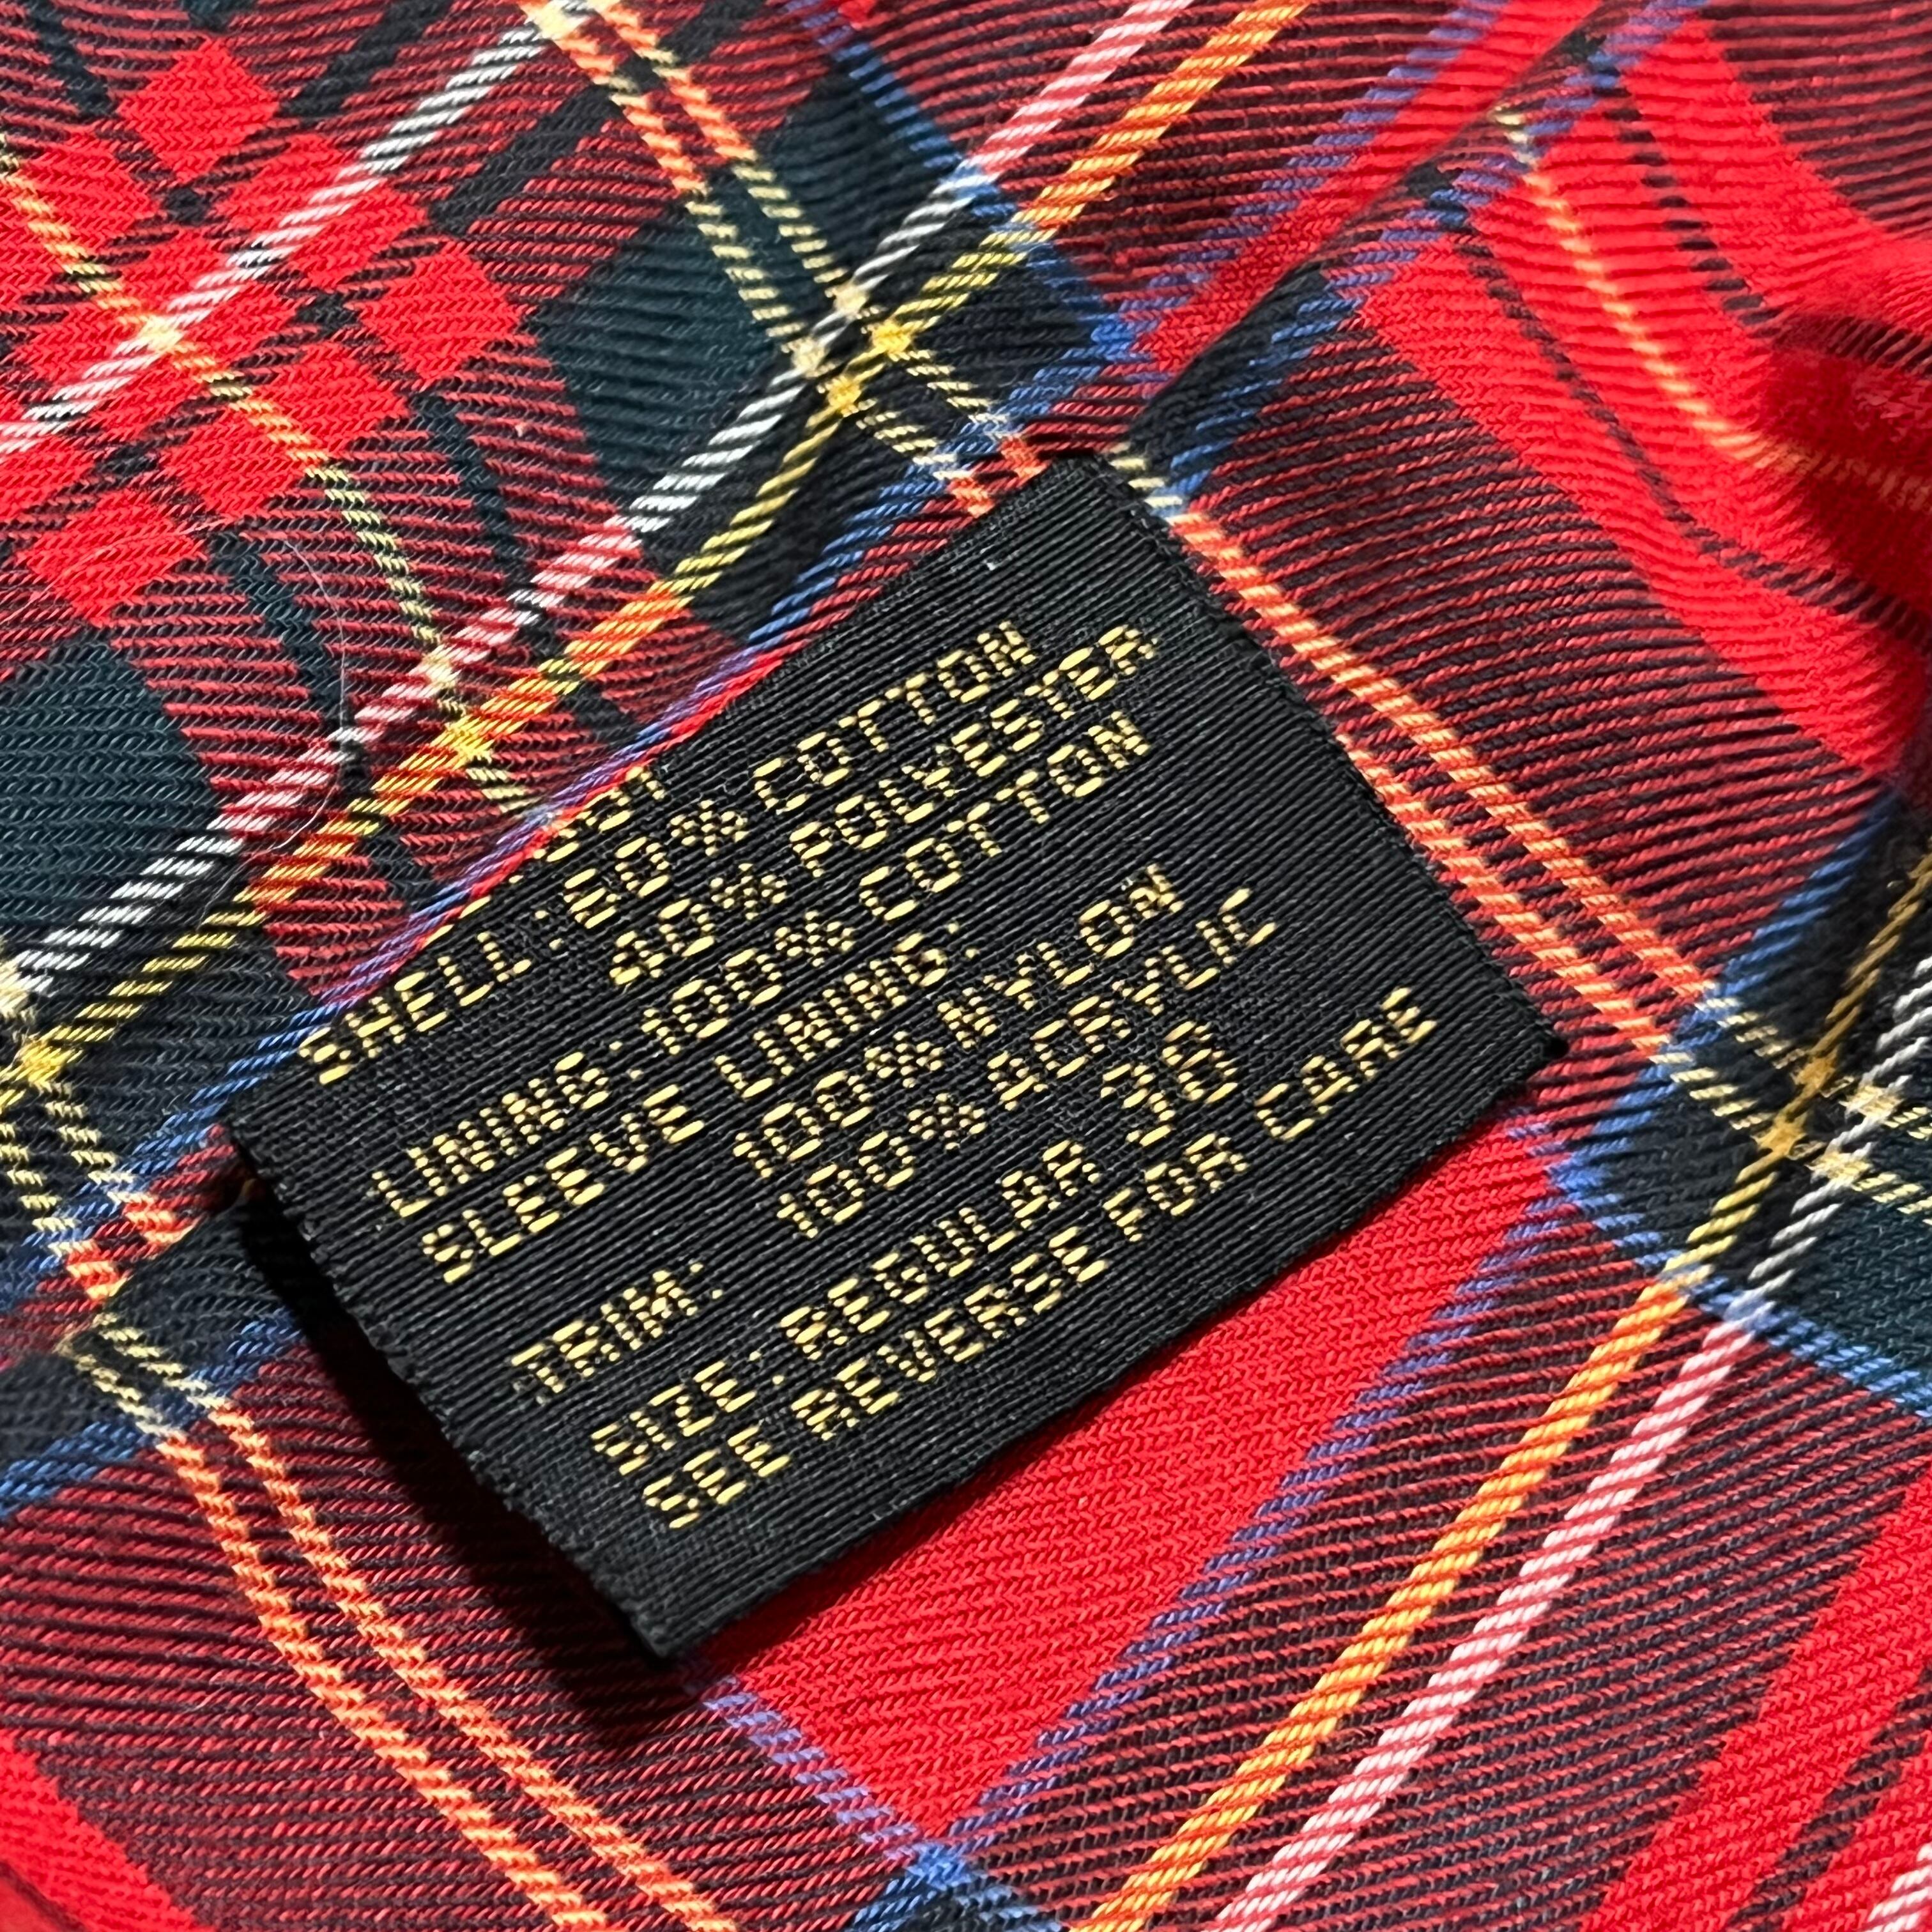 SHELL: 60% COTTON
40% POLYESTER
LINING: 100% COTTON
SLEEVE LINING:
100% NYLON
TRIM: 100% ACRYLIC
SIZE: REGULAR 36
SEE REVERSE FOR CARE